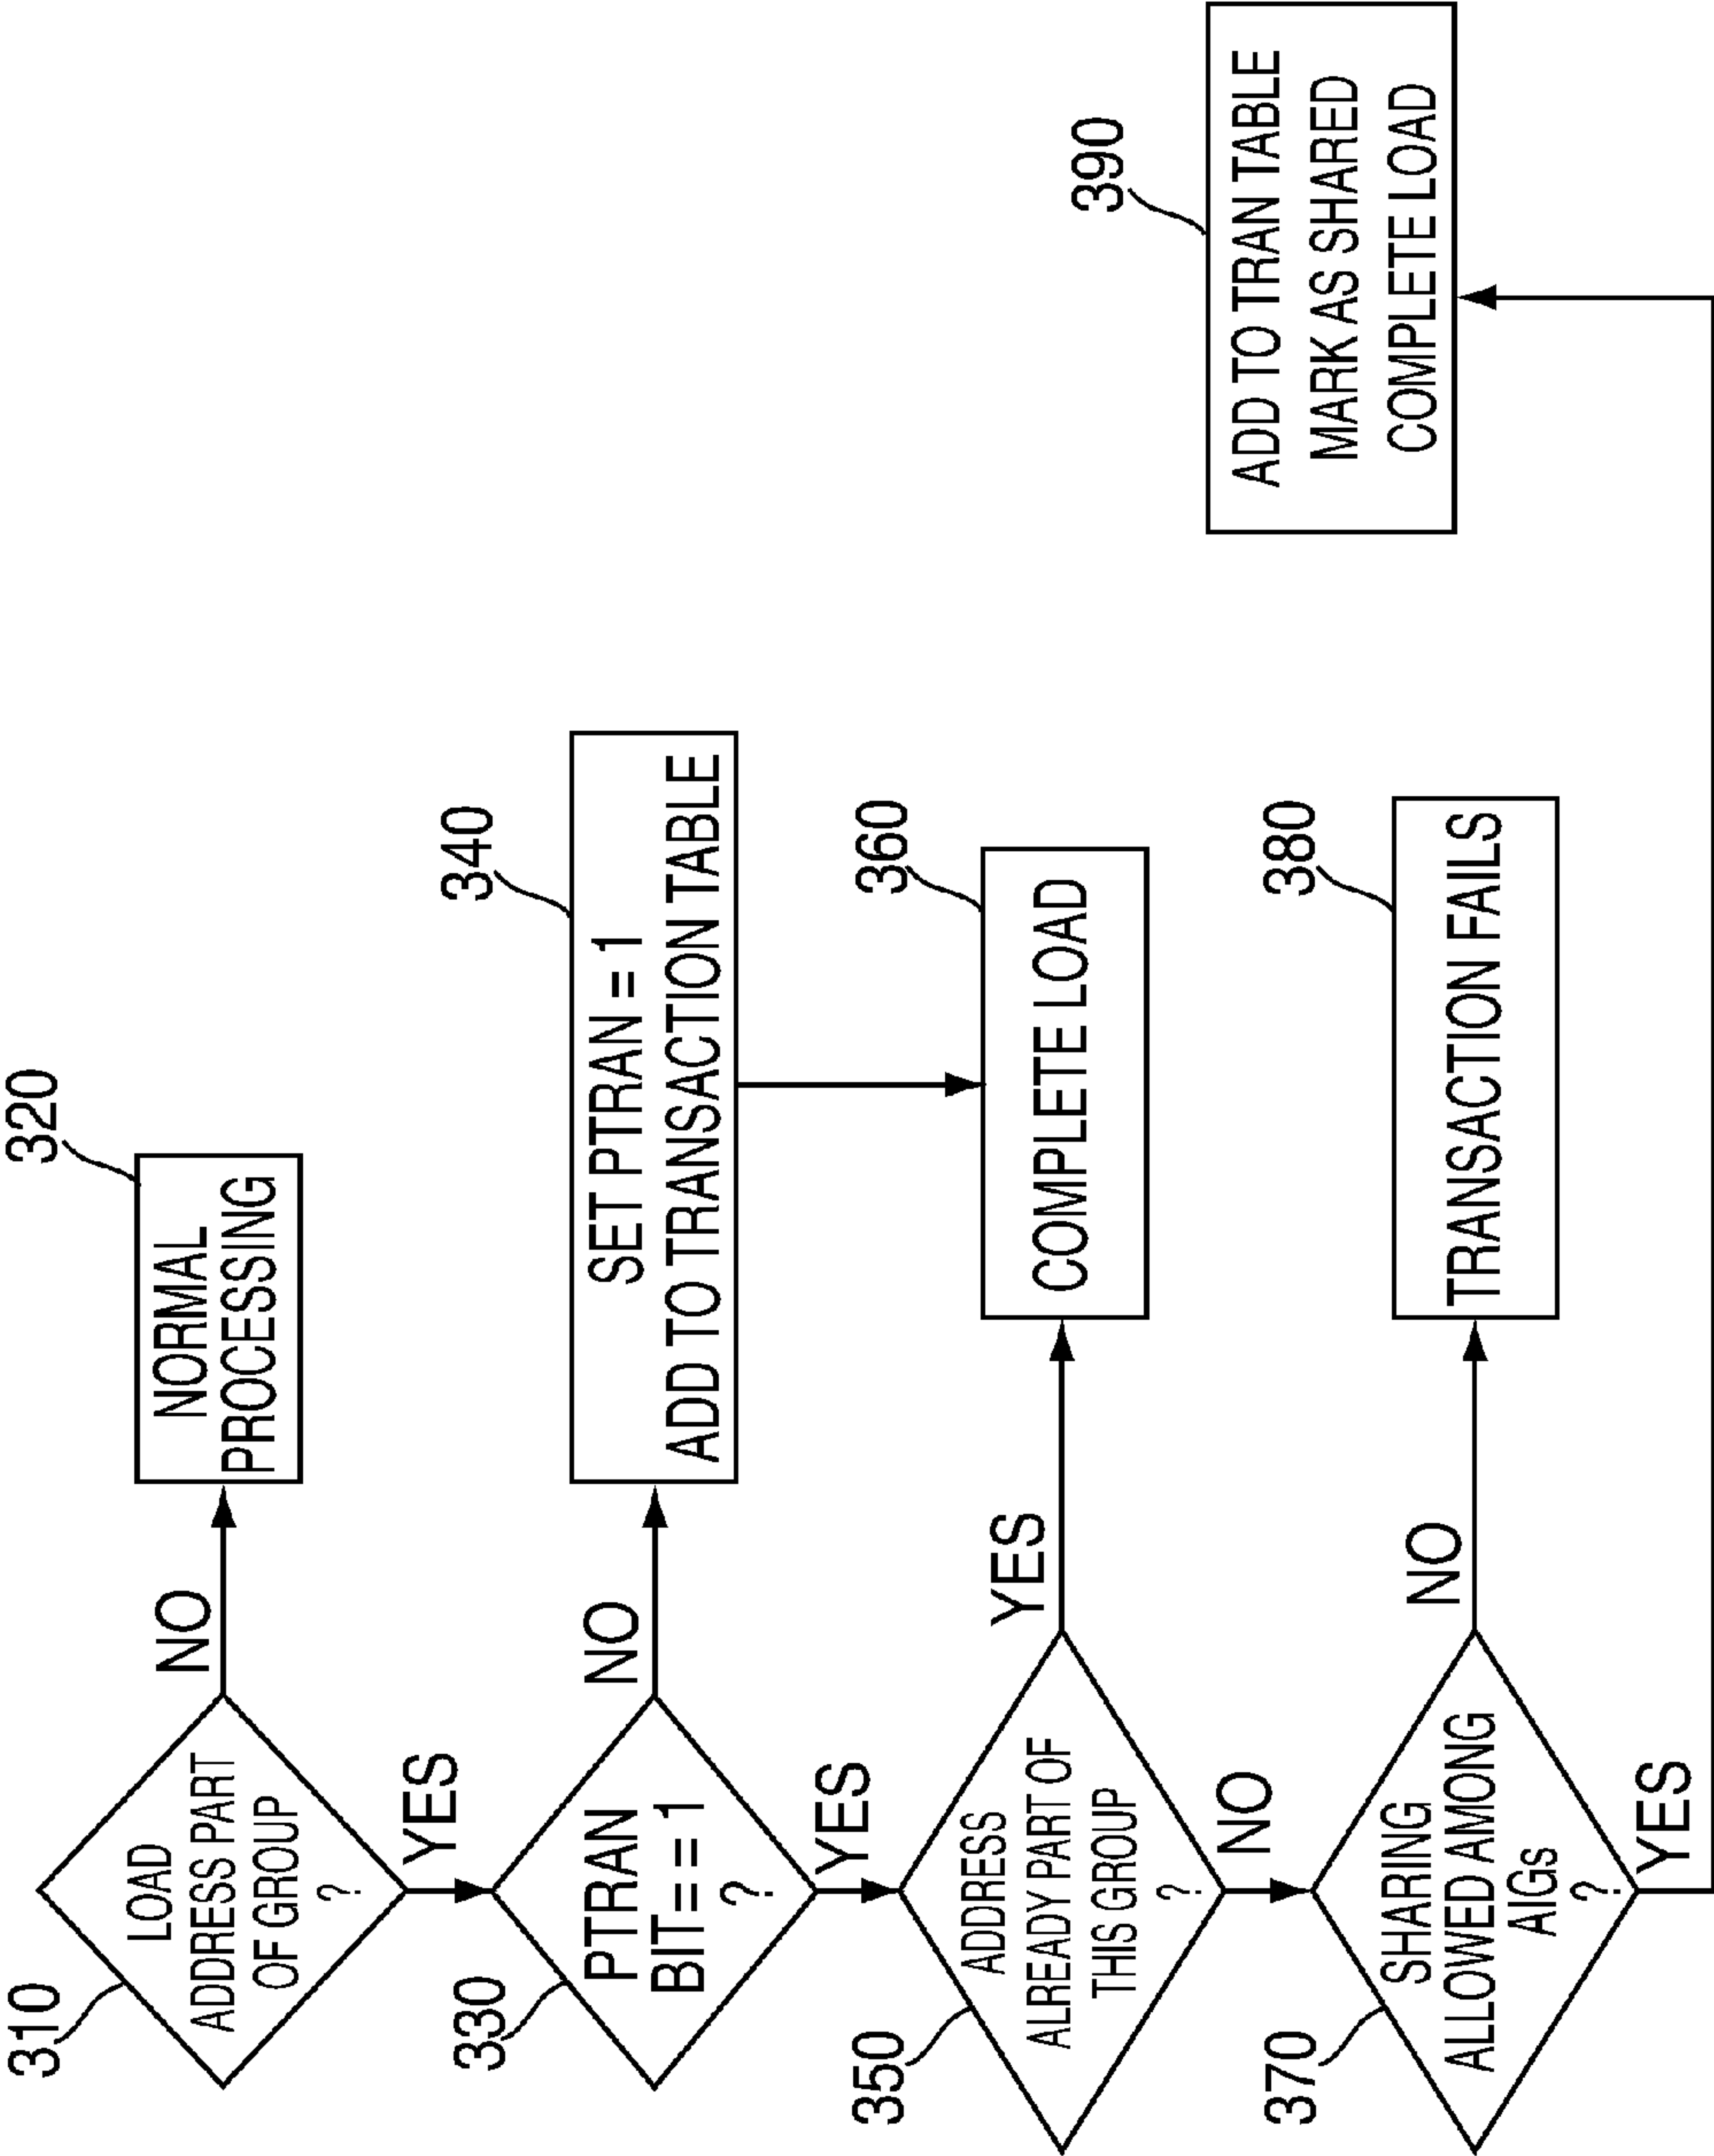 310
LOAD
ADDRESS PART
OF GROUP
?
NO
320
NORMAL
PROCESSING
YES
330
PTRAN
BIT==1
?
NO
340
SET PTRAN = 1
ADD TO TRANSACTION TABLE
YES
350
ADDRESS
ALREADY PART OF
THIS GROUP
?
YES
360
COMPLETE LOAD
NO
370
SHARING
ALLOWED AMONG
AIGs
?
NO
380
TRANSACTION FAILS
YES
390
ADD TO TRAN TABLE
MARK AS SHARED
COMPLETE LOAD